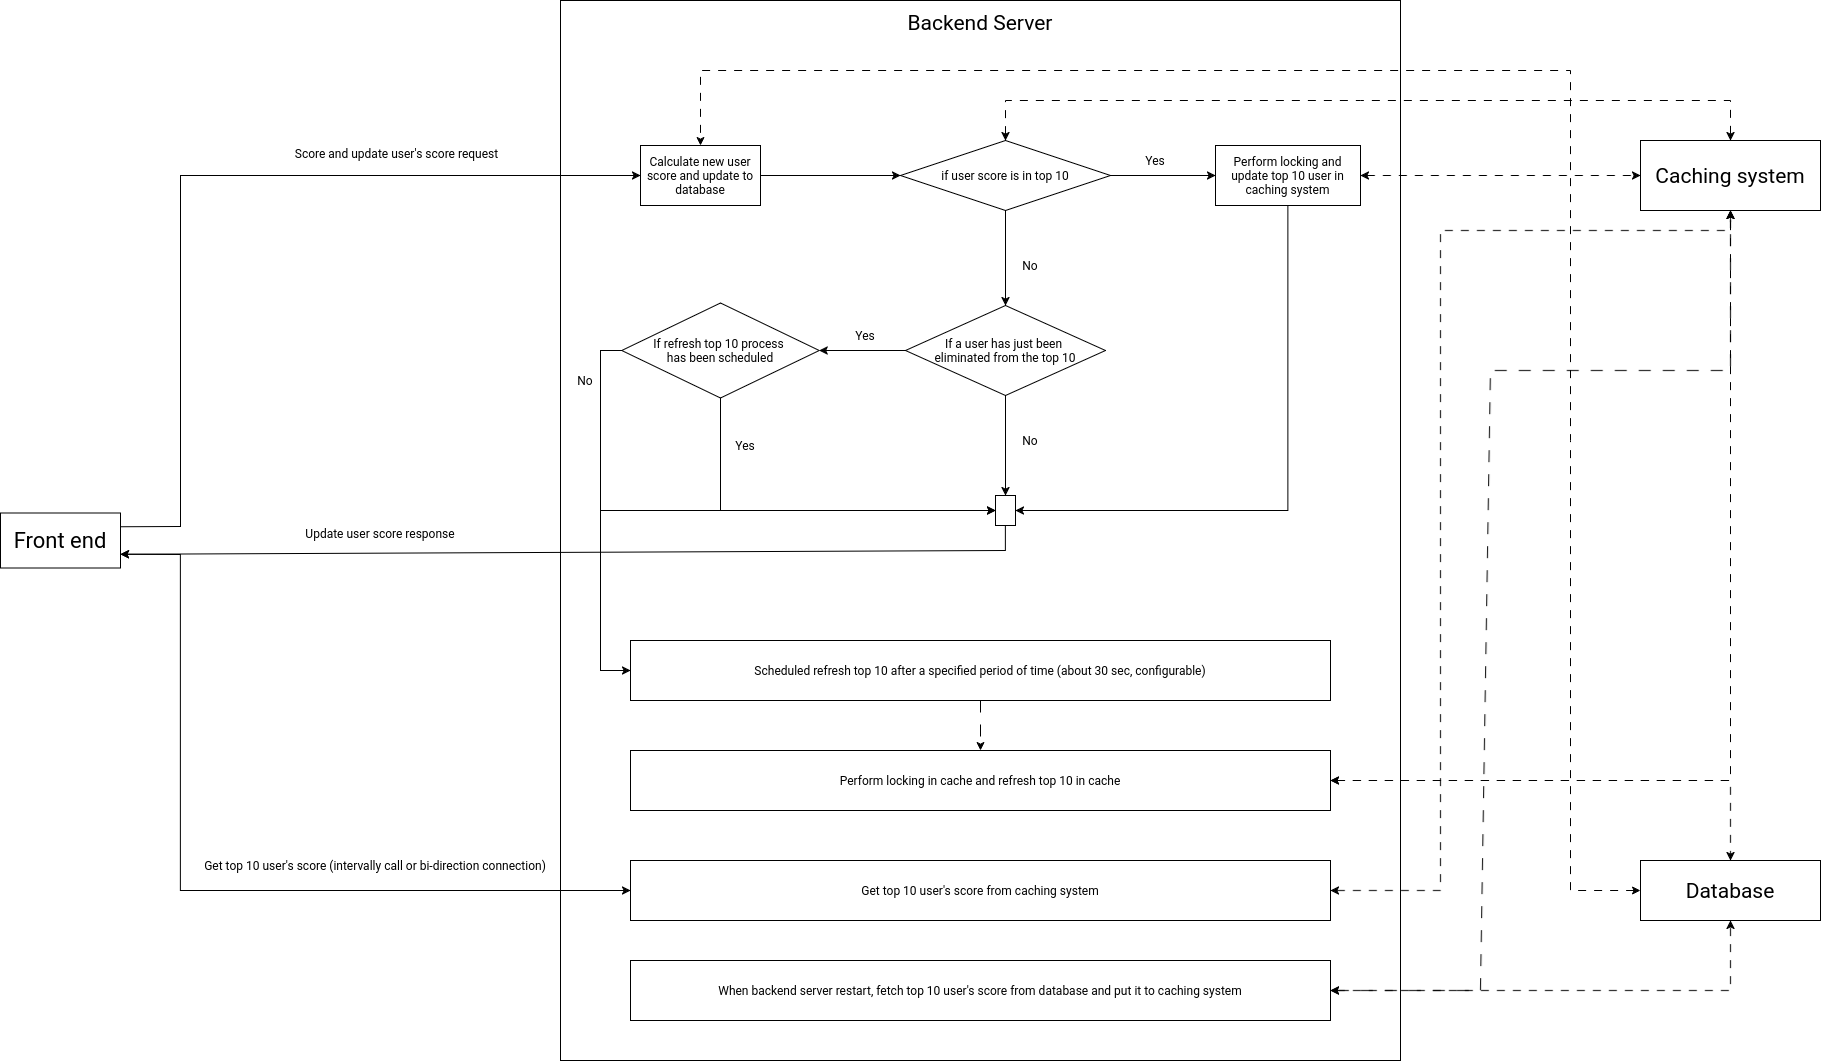 Backend Server
Score and update user's score request
Calculate new user
score and update to
database
if user score is in top 10
Yes
Perform locking and
update top 10 user in
caching system
Caching system
No
If refresh top 10 process
has been scheduled
Yes
If a user has just been
eliminated from the top 10
No
Yes
No
Front end
Update user score response
Scheduled refresh top 10 after a specified period of time (about 30 sec, configurable)
Perform locking in cache and refresh top 10 in cache
Get top 10 user's score (intervally call or bi-direction connection)
Get top 10 user's score from caching system
Database
When backend server restart, fetch top 10 user's score from database and put it to caching system